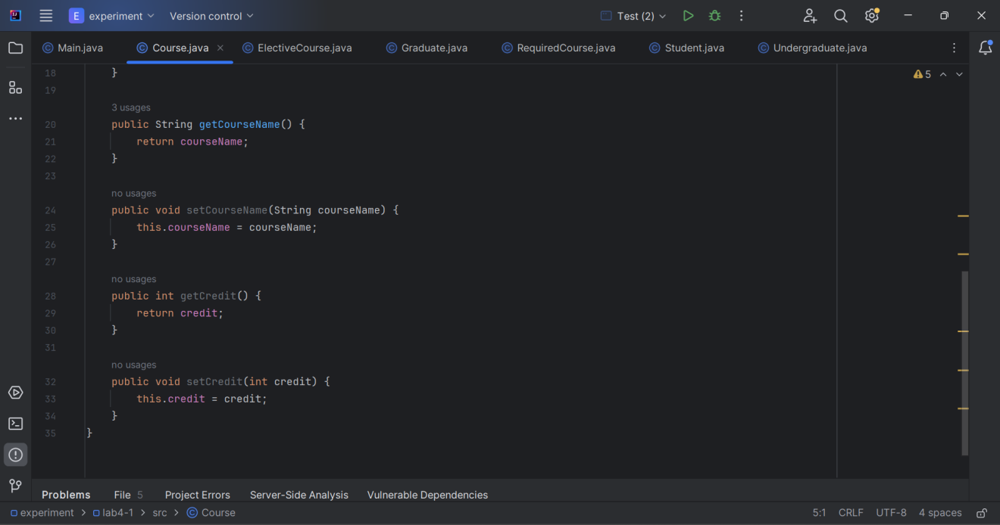 E experiment Version control Test (2)
Main.java Course.java ElectiveCourse.java Graduate.java RequiredCourse.java Student.java Undergraduate.java
5
18 }
19
3 usages
20 public String getCourseName() {
21 return courseName;
22 }
23
no usages
24 public void setCourseName(String courseName) {
25 this.courseName = courseName;
26 }
27
no usages
28 public int getCredit() {
29 return credit;
30 }
31
no usages
32 public void setCredit(int credit) {
33 this.credit = credit;
34 }
35 }
Problems File 5 Project Errors Server-Side Analysis Vulnerable Dependencies
experiment > lab4-1 > src > Course 5:1 CRLF UTF-8 4 spaces